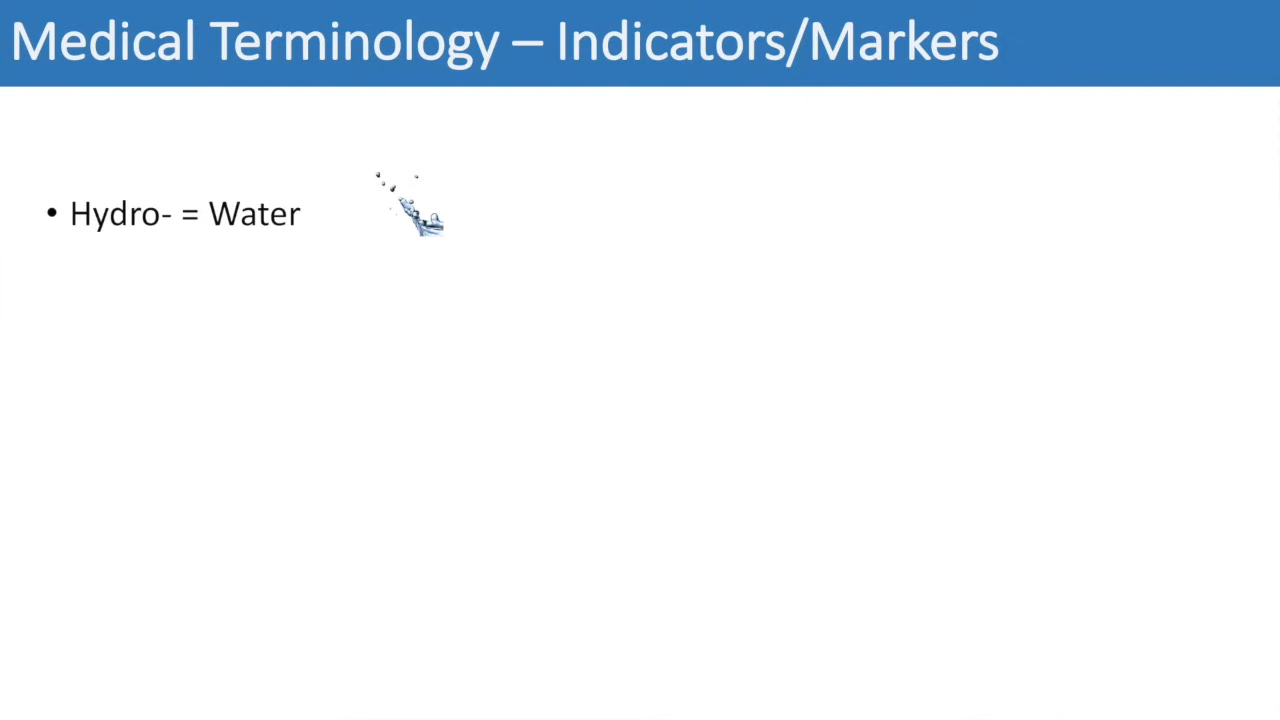 Medical Terminology – Indicators/Markers
• Hydro- = Water